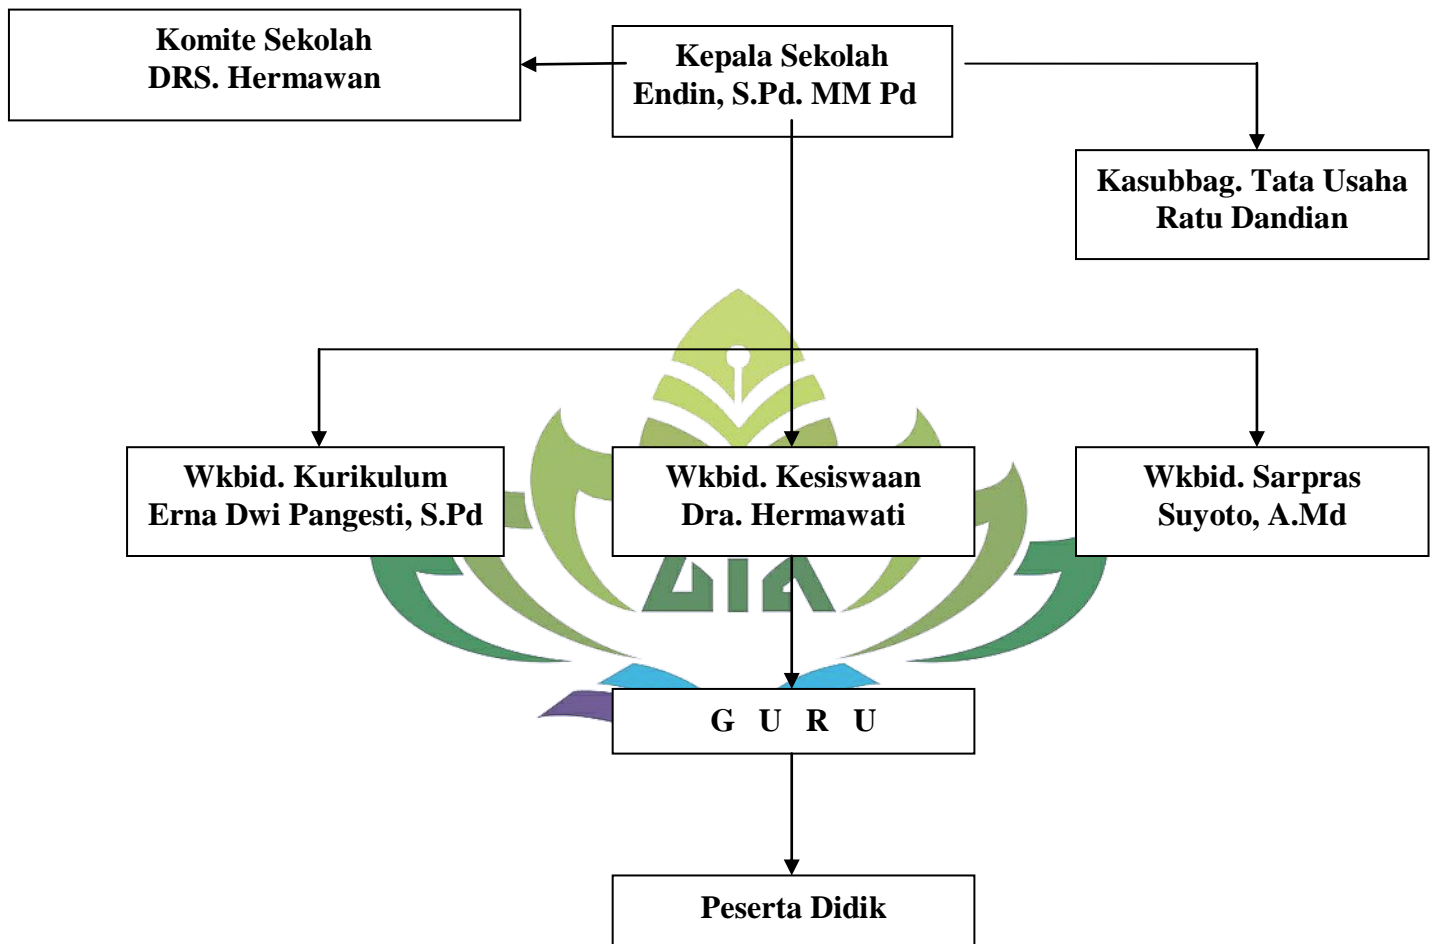 Komite Sekolah
DRS. Hermawan
Kepala Sekolah
Endin, S.Pd. MM Pd
Kasubbag. Tata Usaha
Ratu Dandian
Wkbid. Kurikulum
Erna Dwi Pangesti, S.Pd
Wkbid. Kesiswaan
Dra. Hermawati
Wkbid. Sarpras
Suyoto, A.Md
G U R U
Peserta Didik